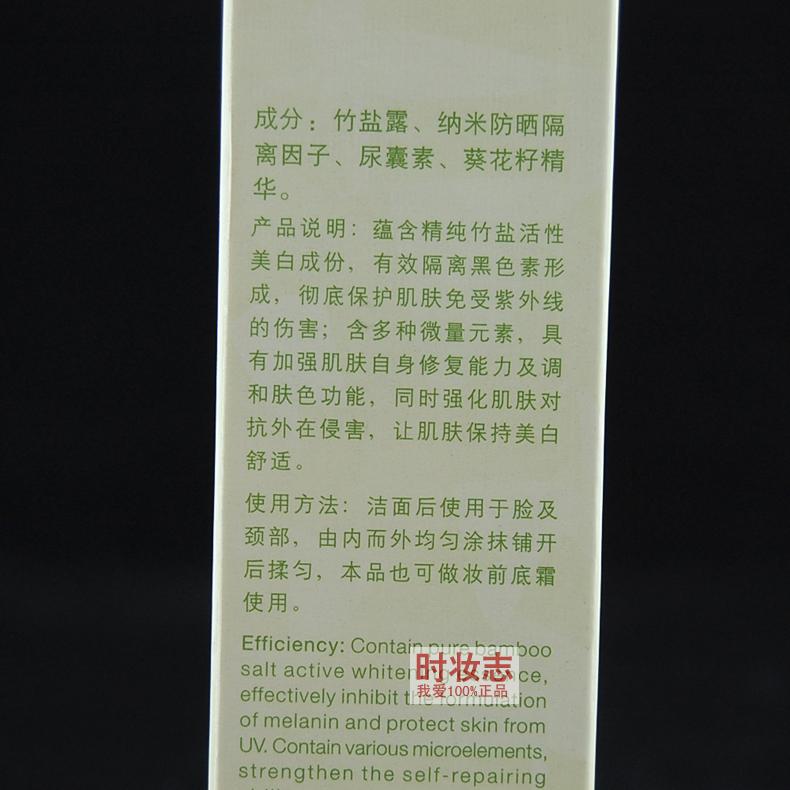 成分：竹盐露、纳米防晒隔
离因子、尿囊素、葵花籽精
华。
产品说明：蕴含精纯竹盐活性
美白成份，有效隔离黑色素形
成，彻底保护肌肤免受紫外线
的伤害；含多种微量元素，具
有加强肌肤自身修复能力及调
和肤色功能，同时强化肌肤对
抗外在侵害，让肌肤保持美白
舒适。
使用方法：洁面后使用于脸及
颈部，由内而外均匀涂抹铺开
后揉匀，本品也可做妆前底霜
使用。
Efficiency: Contain pure bamboo
salt active whitening
effectively inhibit the formulation
of melanin and protect skin from
UV. Contain various microelements,
strengthen the self-repairing
时妆志
我爱100%正品